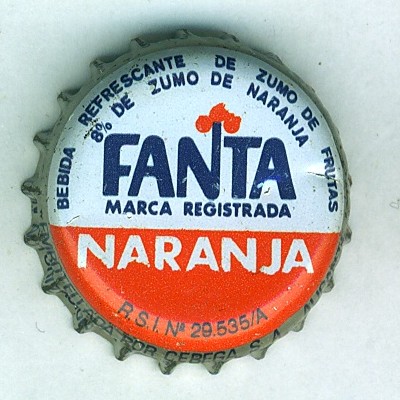 BEBIDA REFRESCANTE DE ZUMO DE FRUTAS
8% DE ZUMO DE NARANJA
FANTA
MARCA REGISTRADA
NARANJA
R.S.I. Nº 29.535/A
POR CEBEGA S.A.